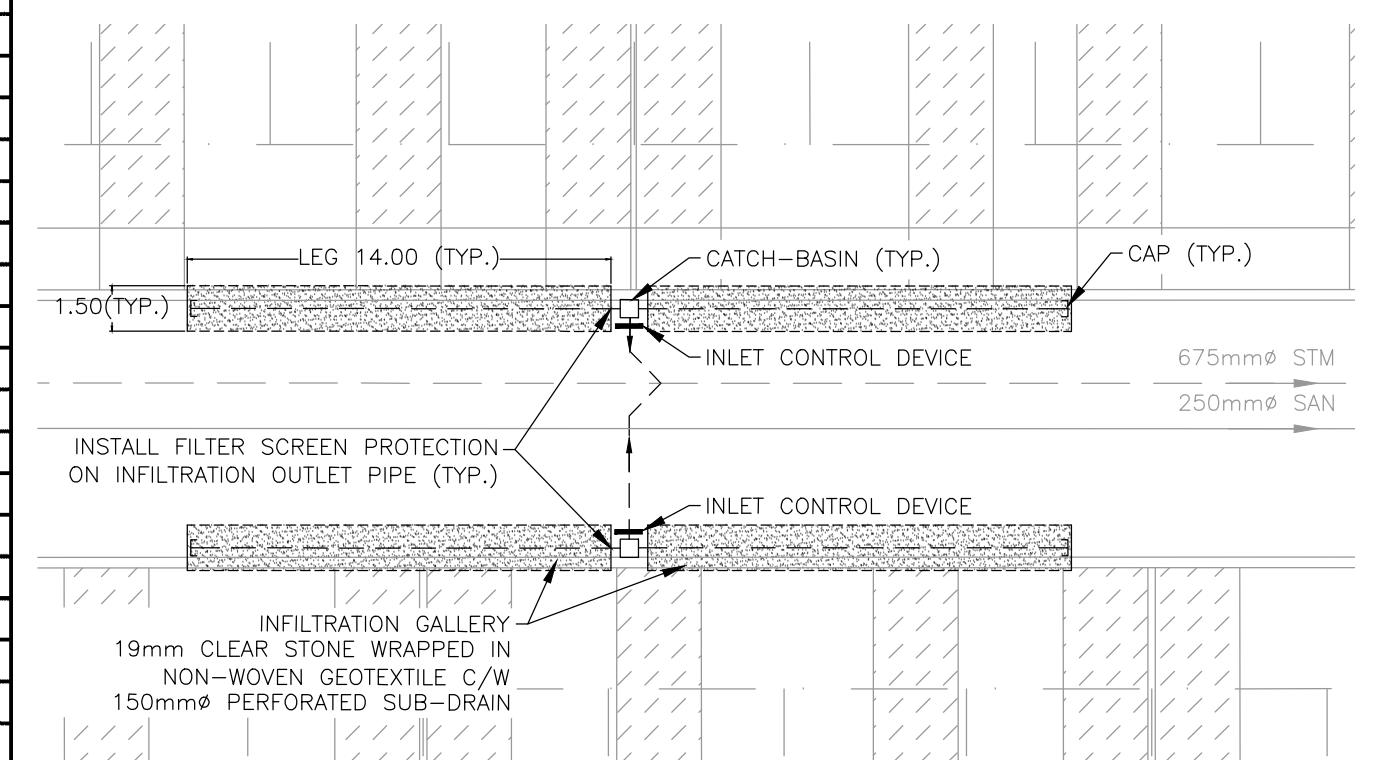 LEG 14.00 (TYP.)
CATCH-BASIN (TYP.)
CAP (TYP.)
1.50(TYP.)
INLET CONTROL DEVICE
675mmø STM
250mmø SAN
INSTALL FILTER SCREEN PROTECTION
ON INFILTRATION OUTLET PIPE (TYP.)
INLET CONTROL DEVICE
INFILTRATION GALLERY
19mm CLEAR STONE WRAPPED IN
NON-WOVEN GEOTEXTILE C/W
150mmø PERFORATED SUB-DRAIN